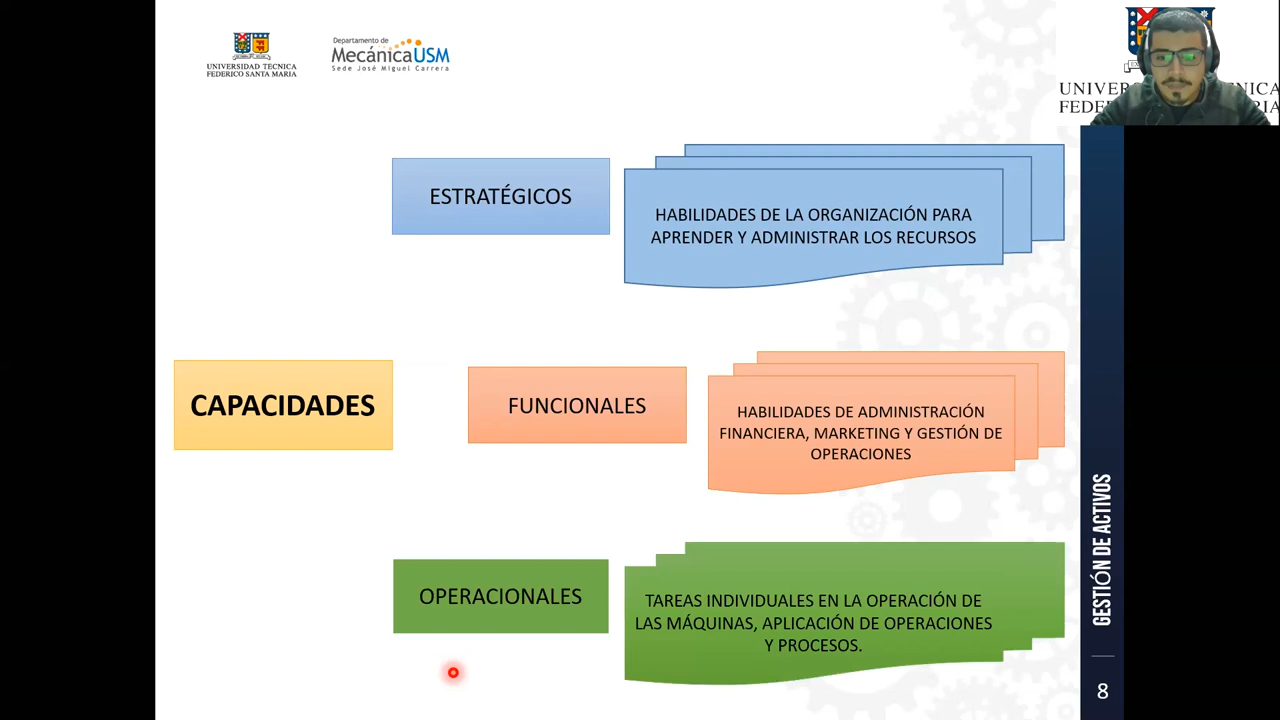 UNIVERSIDAD TECNICA
FEDERICO SANTA MARIA
Departamento de
MecánicaUSM
Sede José Miguel Carrera
ESTRATÉGICOS
HABILIDADES DE LA ORGANIZACIÓN PARA
APRENDER Y ADMINISTRAR LOS RECURSOS
CAPACIDADES
FUNCIONALES
HABILIDADES DE ADMINISTRACIÓN
FINANCIERA, MARKETING Y GESTIÓN DE
OPERACIONES
OPERACIONALES
TAREAS INDIVIDUALES EN LA OPERACIÓN DE
LAS MÁQUINAS, APLICACIÓN DE OPERACIONES
Y PROCESOS.
GESTIÓN DE ACTIVOS
8